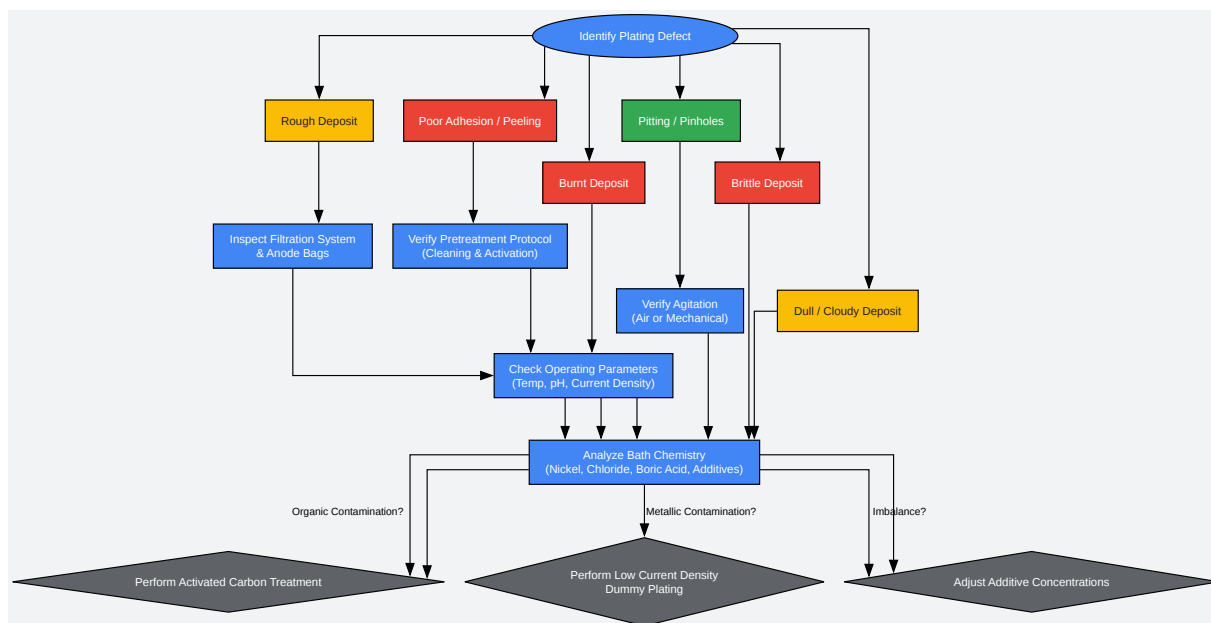 Identify Plating Defect
Rough Deposit
Poor Adhesion / Peeling
Pitting / Pinholes
Burnt Deposit
Brittle Deposit
Inspect Filtration System
& Anode Bags
Verify Pretreatment Protocol
(Cleaning & Activation)
Verify Agitation
(Air or Mechanical)
Dull / Cloudy Deposit
Check Operating Parameters
(Temp, pH, Current Density)
Analyze Bath Chemistry
(Nickel, Chloride, Boric Acid, Additives)
Organic Contamination?
Metallic Contamination?
Imbalance?
Perform Activated Carbon Treatment
Perform Low Current Density
Dummy Plating
Adjust Additive Concentrations